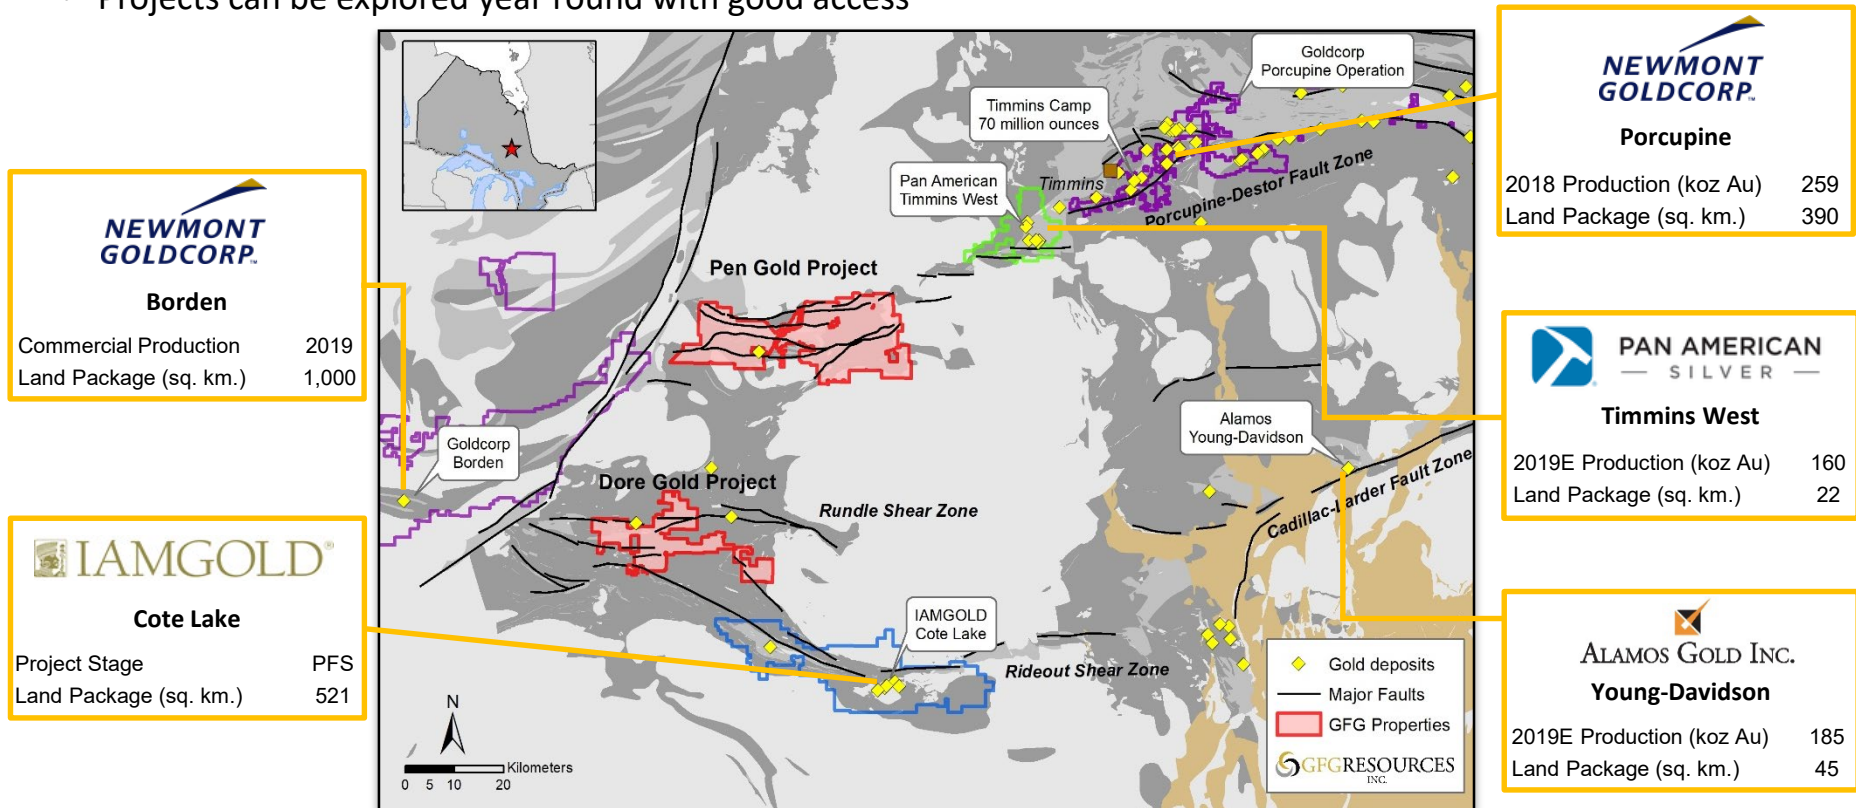 • Projects can be explored year round with good access
NEWMONT
GOLDCORP™
Borden
Commercial Production 2019
Land Package (sq. km.) 1,000
IAMGOLD®
Cote Lake
Project Stage PFS
Land Package (sq. km.) 521
Goldcorp
Porcupine Operation
Timmins Camp
70 million ounces
Pan American
Timmins West
Timmins
Porcupine-Destor Fault Zone
Pen Gold Project
Goldcorp
Borden
Alamos
Young-Davidson
Cadillac-Larder Fault Zone
Dore Gold Project
Rundle Shear Zone
IAMGOLD
Cote Lake
Rideout Shear Zone
N
Kilometers
0 5 10 20
Gold deposits
Major Faults
GFG Properties
GFGRESOURCES
INC.
NEWMONT
GOLDCORP™
Porcupine
2018 Production (koz Au) 259
Land Package (sq. km.) 390
PAN AMERICAN
— SILVER —
Timmins West
2019E Production (koz Au) 160
Land Package (sq. km.) 22
ALAMOS GOLD INC.
Young-Davidson
2019E Production (koz Au) 185
Land Package (sq. km.) 45